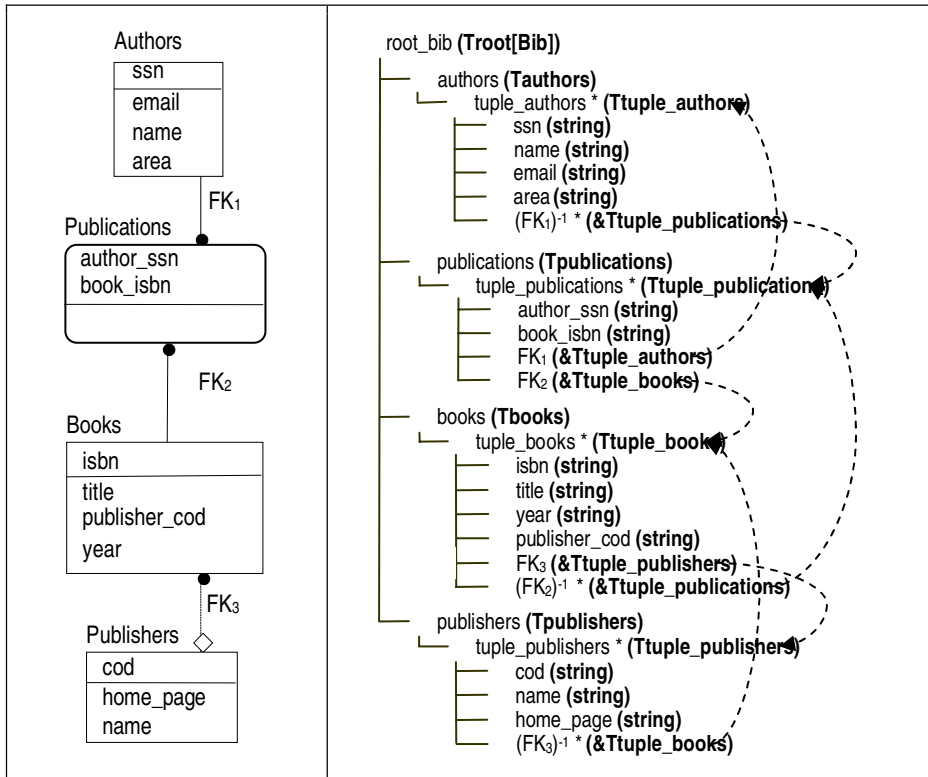 Authors
ssn
email
name
area
FK₁
Publications
author_ssn
book_isbn
FK₂
Books
isbn
title
publisher_cod
year
FK₃
Publishers
cod
home_page
name
root_bib (Troot[Bib])
authors (Tauthors)
tuple_authors * (Ttuple_authors)
ssn (string)
name (string)
email (string)
area (string)
(FK₁)⁻¹ * (&Ttuple_publications)
publications (Tpublications)
tuple_publications * (Ttuple_publications)
author_ssn (string)
book_isbn (string)
FK₁ (&Ttuple_authors)
FK₂ (&Ttuple_books)
books (Tbooks)
tuple_books * (Ttuple_books)
isbn (string)
title (string)
year (string)
publisher_cod (string)
FK₃ (&Ttuple_publishers)
(FK₂)⁻¹ * (&Ttuple_publications)
publishers (Tpublishers)
tuple_publishers * (Ttuple_publishers)
cod (string)
name (string)
home_page (string)
(FK₃)⁻¹ * (&Ttuple_books)